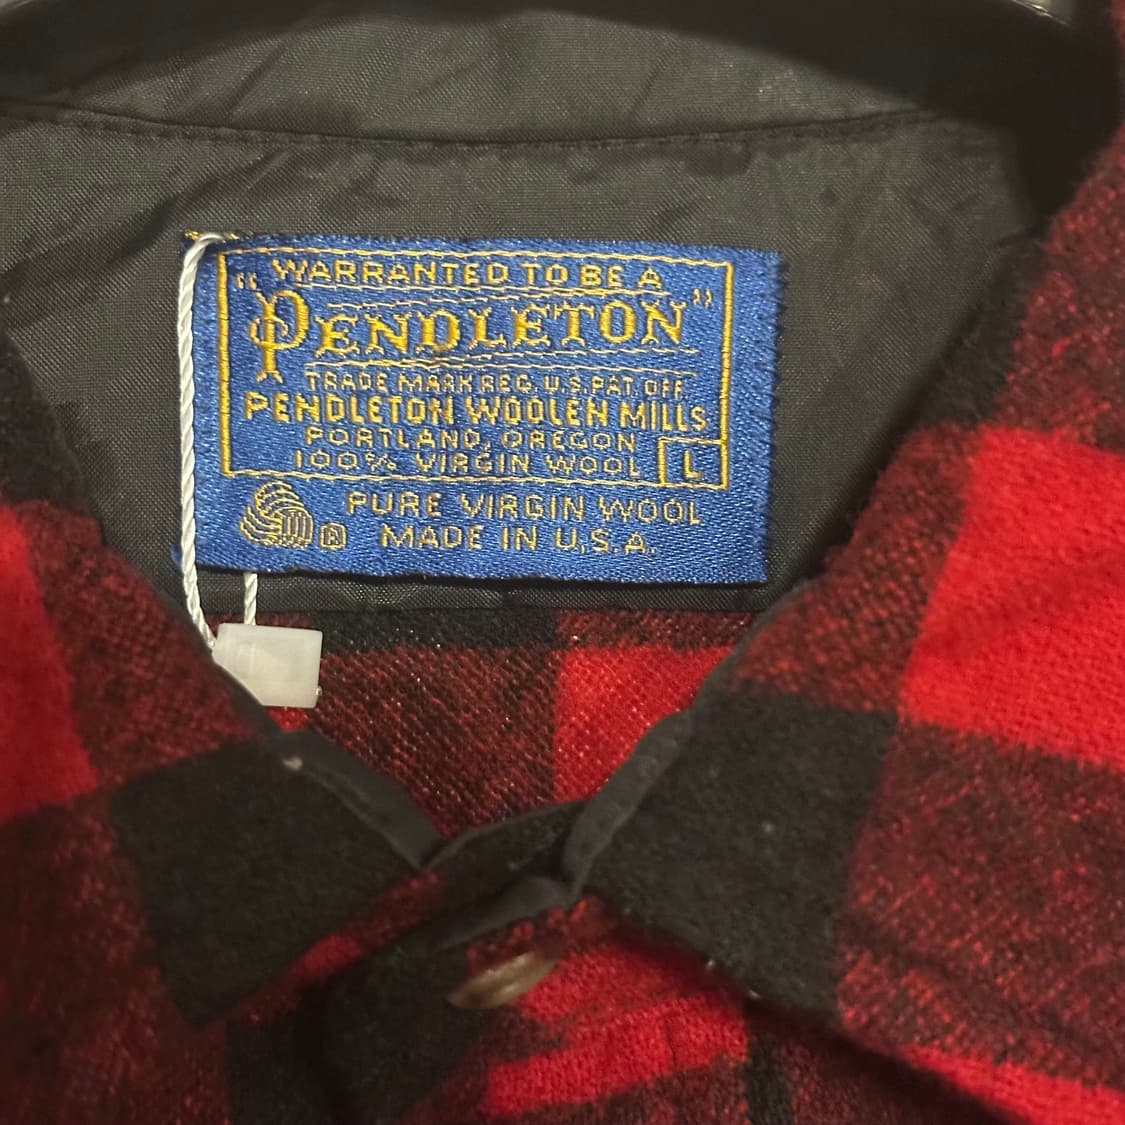 WARRANTED TO BE A
"PENDLETON"
TRADE MARK REG. U.S. PAT. OFF.
PENDLETON WOOLEN MILLS
PORTLAND, OREGON
100% VIRGIN WOOL L
PURE VIRGIN WOOL
® MADE IN U.S.A.